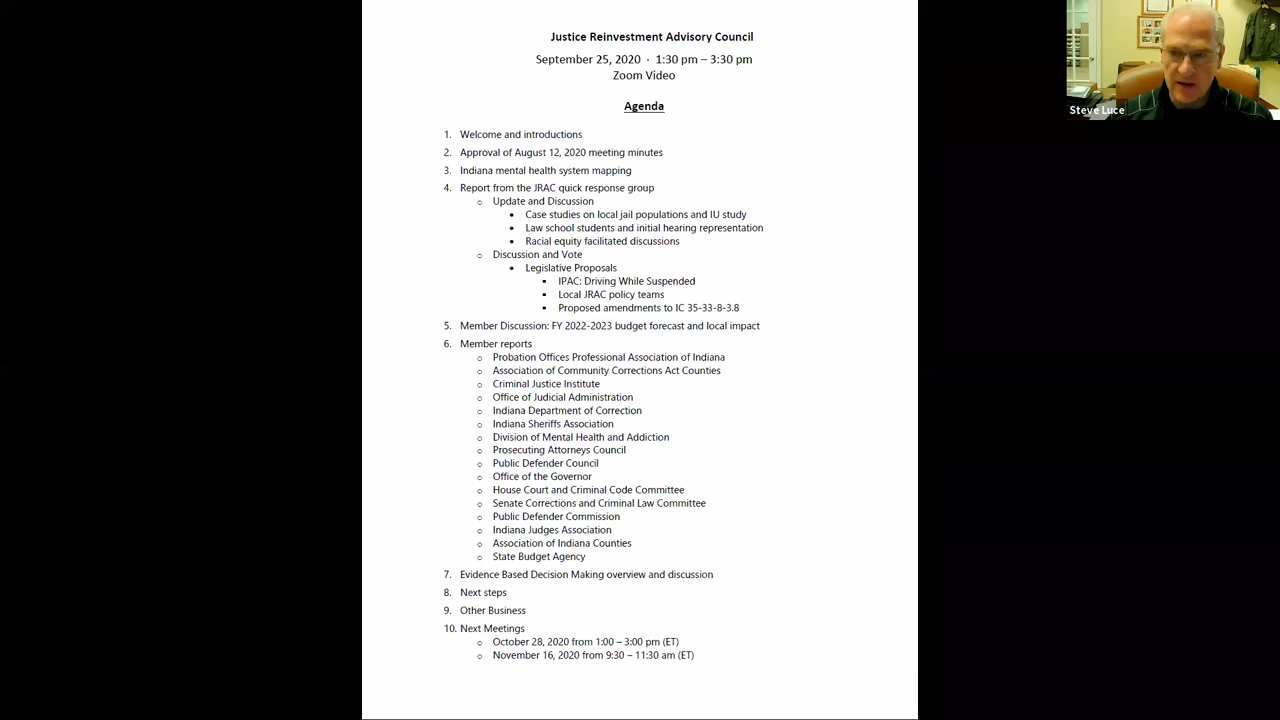 Justice Reinvestment Advisory Council
September 25, 2020 · 1:30 pm – 3:30 pm
Zoom Video
Agenda
1. Welcome and introductions
2. Approval of August 12, 2020 meeting minutes
3. Indiana mental health system mapping
4. Report from the JRAC quick response group
o Update and Discussion
• Case studies on local jail populations and IU study
• Law school students and initial hearing representation
• Racial equity facilitated discussions
o Discussion and Vote
• Legislative Proposals
▪ IPAC: Driving While Suspended
▪ Local JRAC policy teams
▪ Proposed amendments to IC 35-33-8-3.8
5. Member Discussion: FY 2022-2023 budget forecast and local impact
6. Member reports
o Probation Offices Professional Association of Indiana
o Association of Community Corrections Act Counties
o Criminal Justice Institute
o Office of Judicial Administration
o Indiana Department of Correction
o Indiana Sheriffs Association
o Division of Mental Health and Addiction
o Prosecuting Attorneys Council
o Public Defender Council
o Office of the Governor
o House Court and Criminal Code Committee
o Senate Corrections and Criminal Law Committee
o Public Defender Commission
o Indiana Judges Association
o Association of Indiana Counties
o State Budget Agency
7. Evidence Based Decision Making overview and discussion
8. Next steps
9. Other Business
10. Next Meetings
o October 28, 2020 from 1:00 – 3:00 pm (ET)
o November 16, 2020 from 9:30 – 11:30 am (ET)
Steve Luce